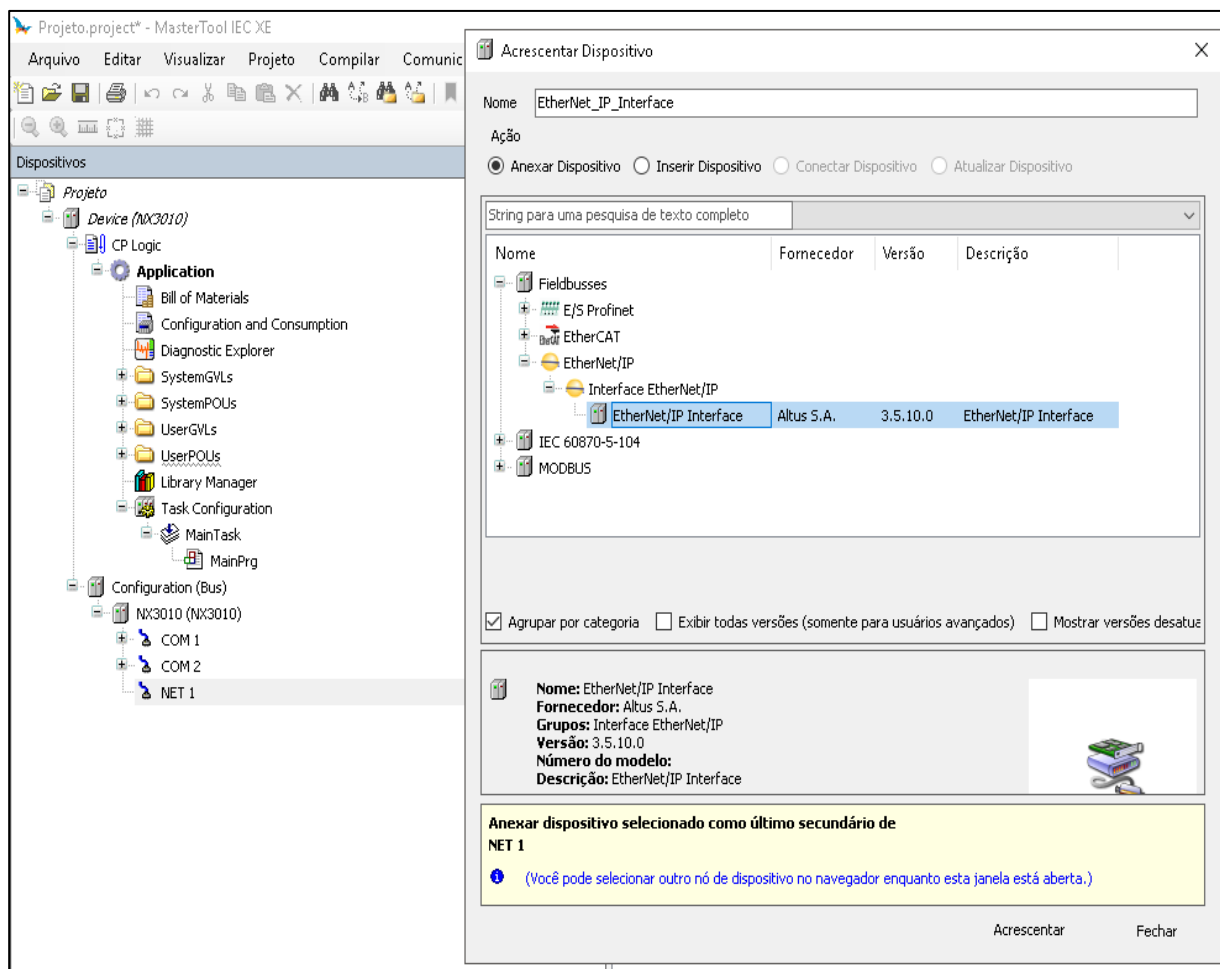 Projeto.project* - MasterTool IEC XE
Arquivo Editar Visualizar Projeto Compilar Comunic
Dispositivos
Projeto
Device (NX3010)
CP Logic
Application
Bill of Materials
Configuration and Consumption
Diagnostic Explorer
SystemGVLs
SystemPOUs
UserGVLs
UserPOUs
Library Manager
Task Configuration
MainTask
MainPrg
Configuration (Bus)
NX3010 (NX3010)
COM 1
COM 2
NET 1
Acrescentar Dispositivo
Nome EtherNet_IP_Interface
Ação
Anexar Dispositivo Inserir Dispositivo Conectar Dispositivo Atualizar Dispositivo
String para uma pesquisa de texto completo
Nome Fornecedor Versão Descrição
Fieldbusses
E/S Profinet
EtherCAT
EtherNet/IP
Interface EtherNet/IP
EtherNet/IP Interface Altus S.A. 3.5.10.0 EtherNet/IP Interface
IEC 60870-5-104
MODBUS
Agrupar por categoria Exibir todas versões (somente para usuários avançados) Mostrar versões desatua
Nome: EtherNet/IP Interface
Fornecedor: Altus S.A.
Grupos: Interface EtherNet/IP
Versão: 3.5.10.0
Número do modelo:
Descrição: EtherNet/IP Interface
Anexar dispositivo selecionado como último secundário de
NET 1
(Você pode selecionar outro nó de dispositivo no navegador enquanto esta janela está aberta.)
Acrescentar Fechar